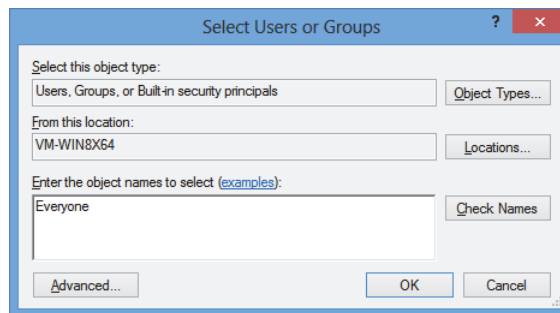 Select Users or Groups
?
×
Select this object type:
Users, Groups, or Built-in security principals
Object Types...
From this location:
VM-WIN8X64
Locations...
Enter the object names to select (examples):
Everyone
Check Names
Advanced...
OK
Cancel